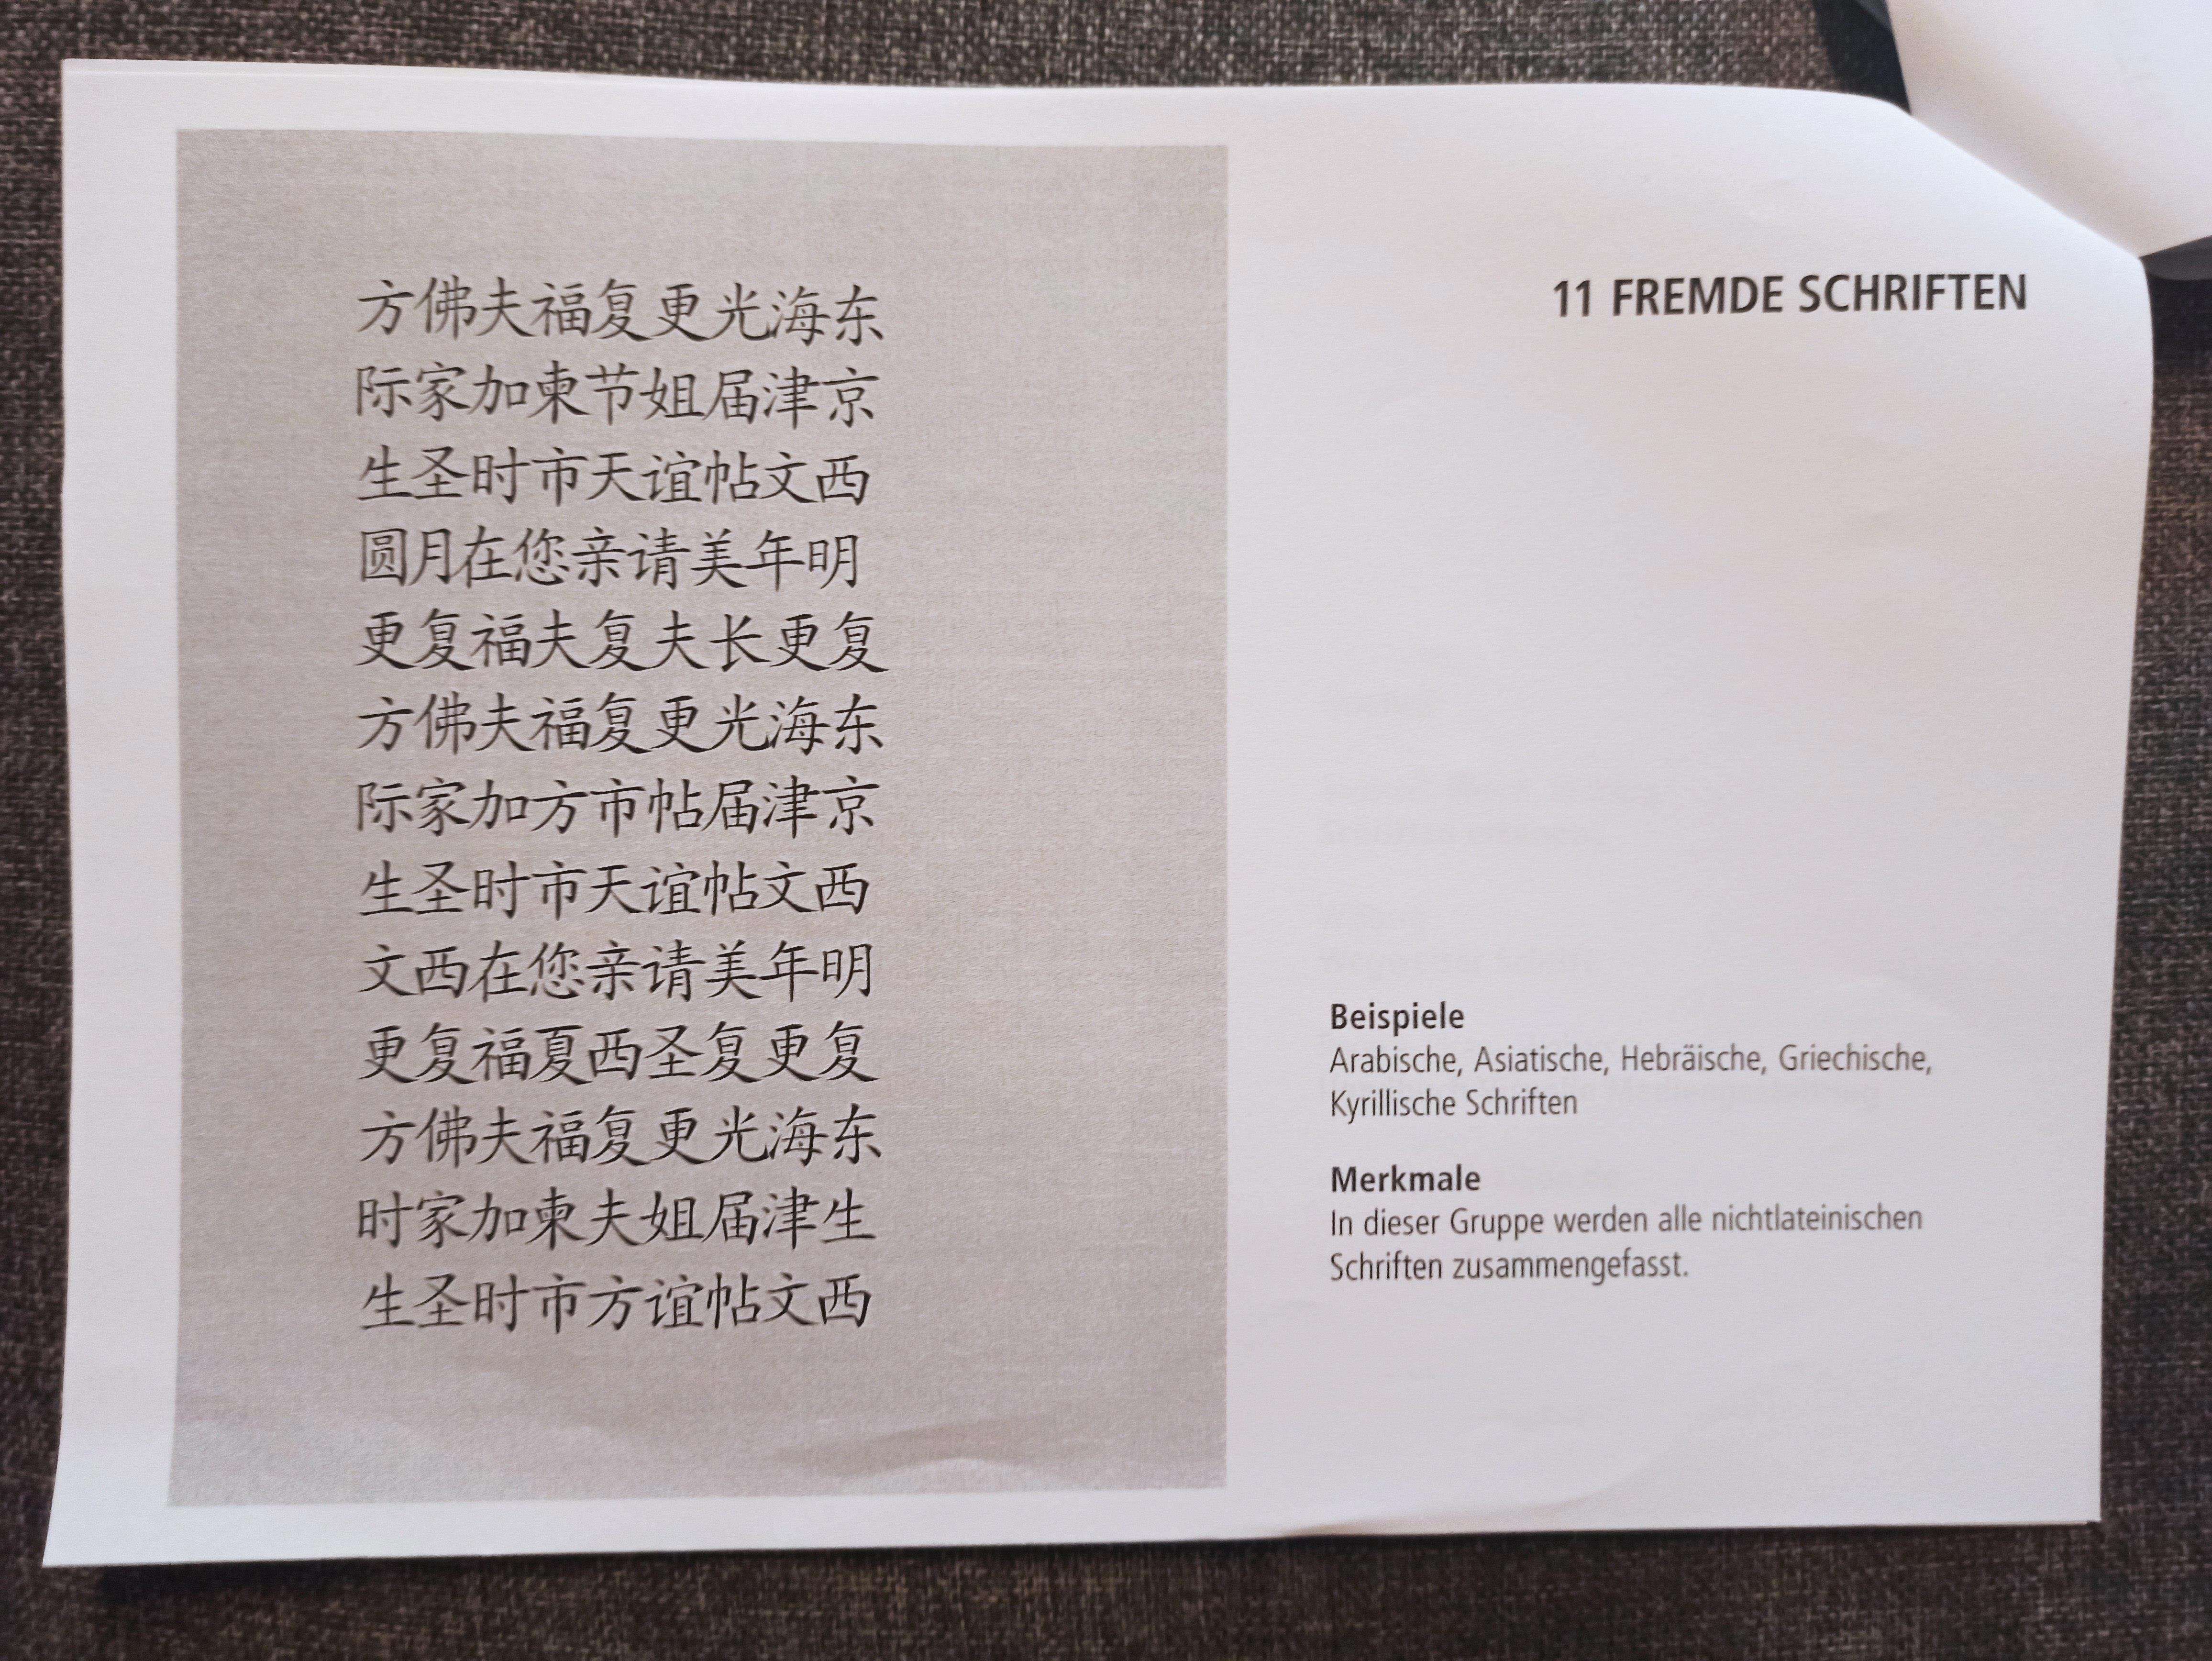 方佛夫福复更光海东
际家加柬节姐届津京
生圣时市天谊帖文西
圆月在您亲请美年明
更复福夫复夫长更复
方佛夫福复更光海东
际家加方市帖届津京
生圣时市天谊帖文西
文西在您亲请美年明
更复福夏西圣复更复
方佛夫福复更光海东
时家加柬夫姐届津生
生圣时市方谊帖文西
11 FREMDE SCHRIFTEN
Beispiele
Arabische, Asiatische, Hebräische, Griechische,
Kyrillische Schriften
Merkmale
In dieser Gruppe werden alle nichtlateinischen
Schriften zusammengefasst.